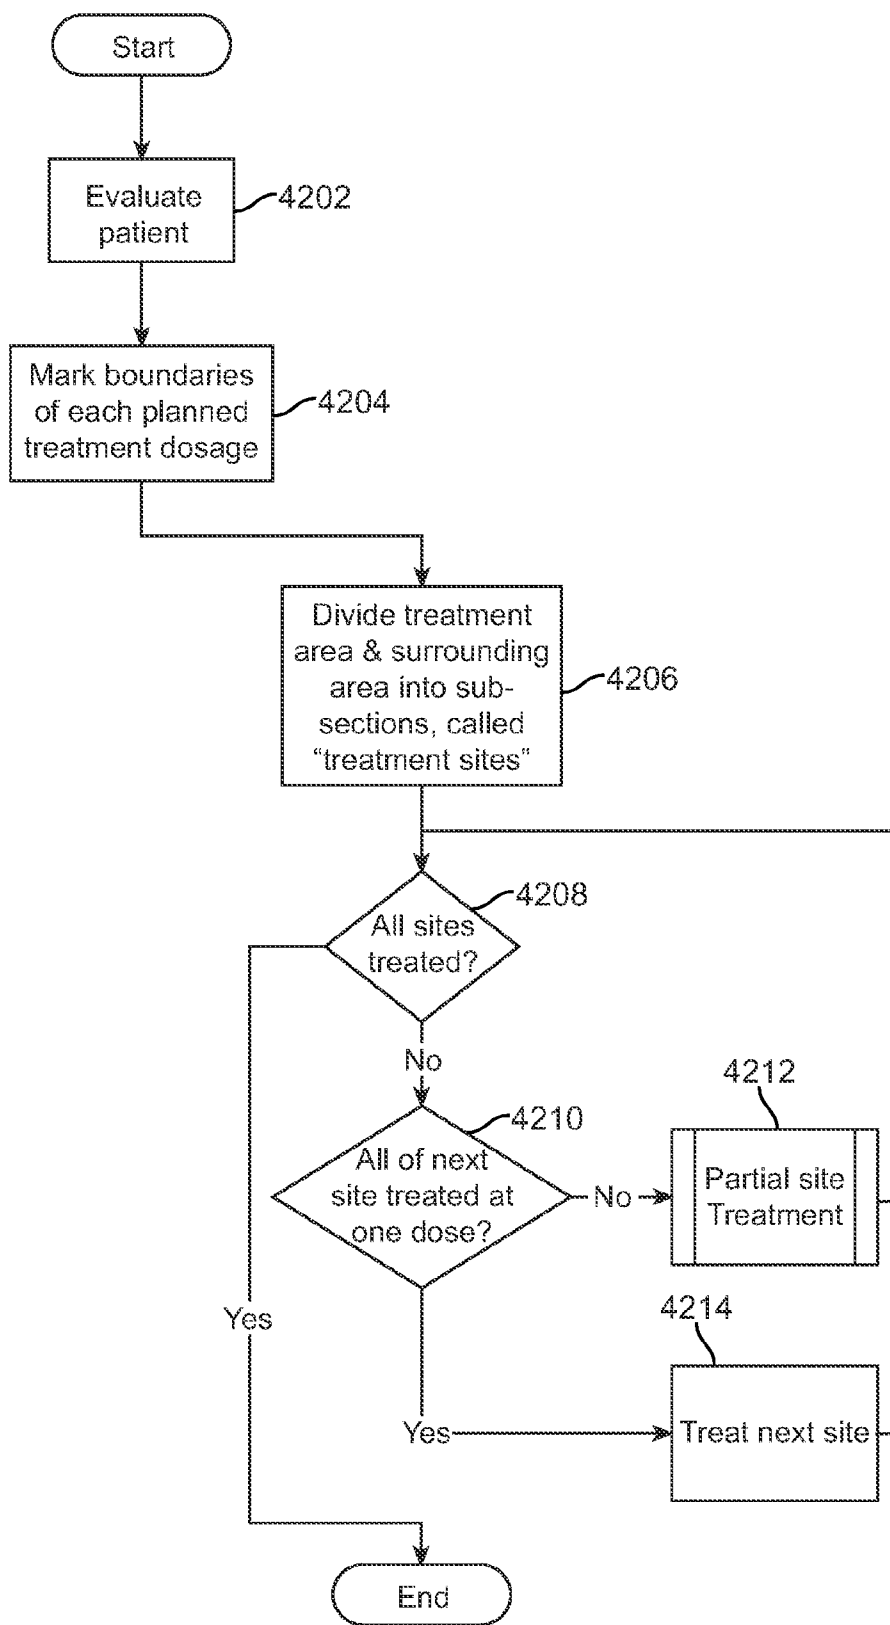 Start
Evaluate
patient
4202
Mark boundaries
of each planned
treatment dosage
4204
Divide treatment
area & surrounding
area into sub-
sections, called
“treatment sites”
4206
All sites
treated?
4208
No
All of next
site treated at
one dose?
4210
No
4212
Partial site
Treatment
Yes
4214
Yes
Treat next site
End